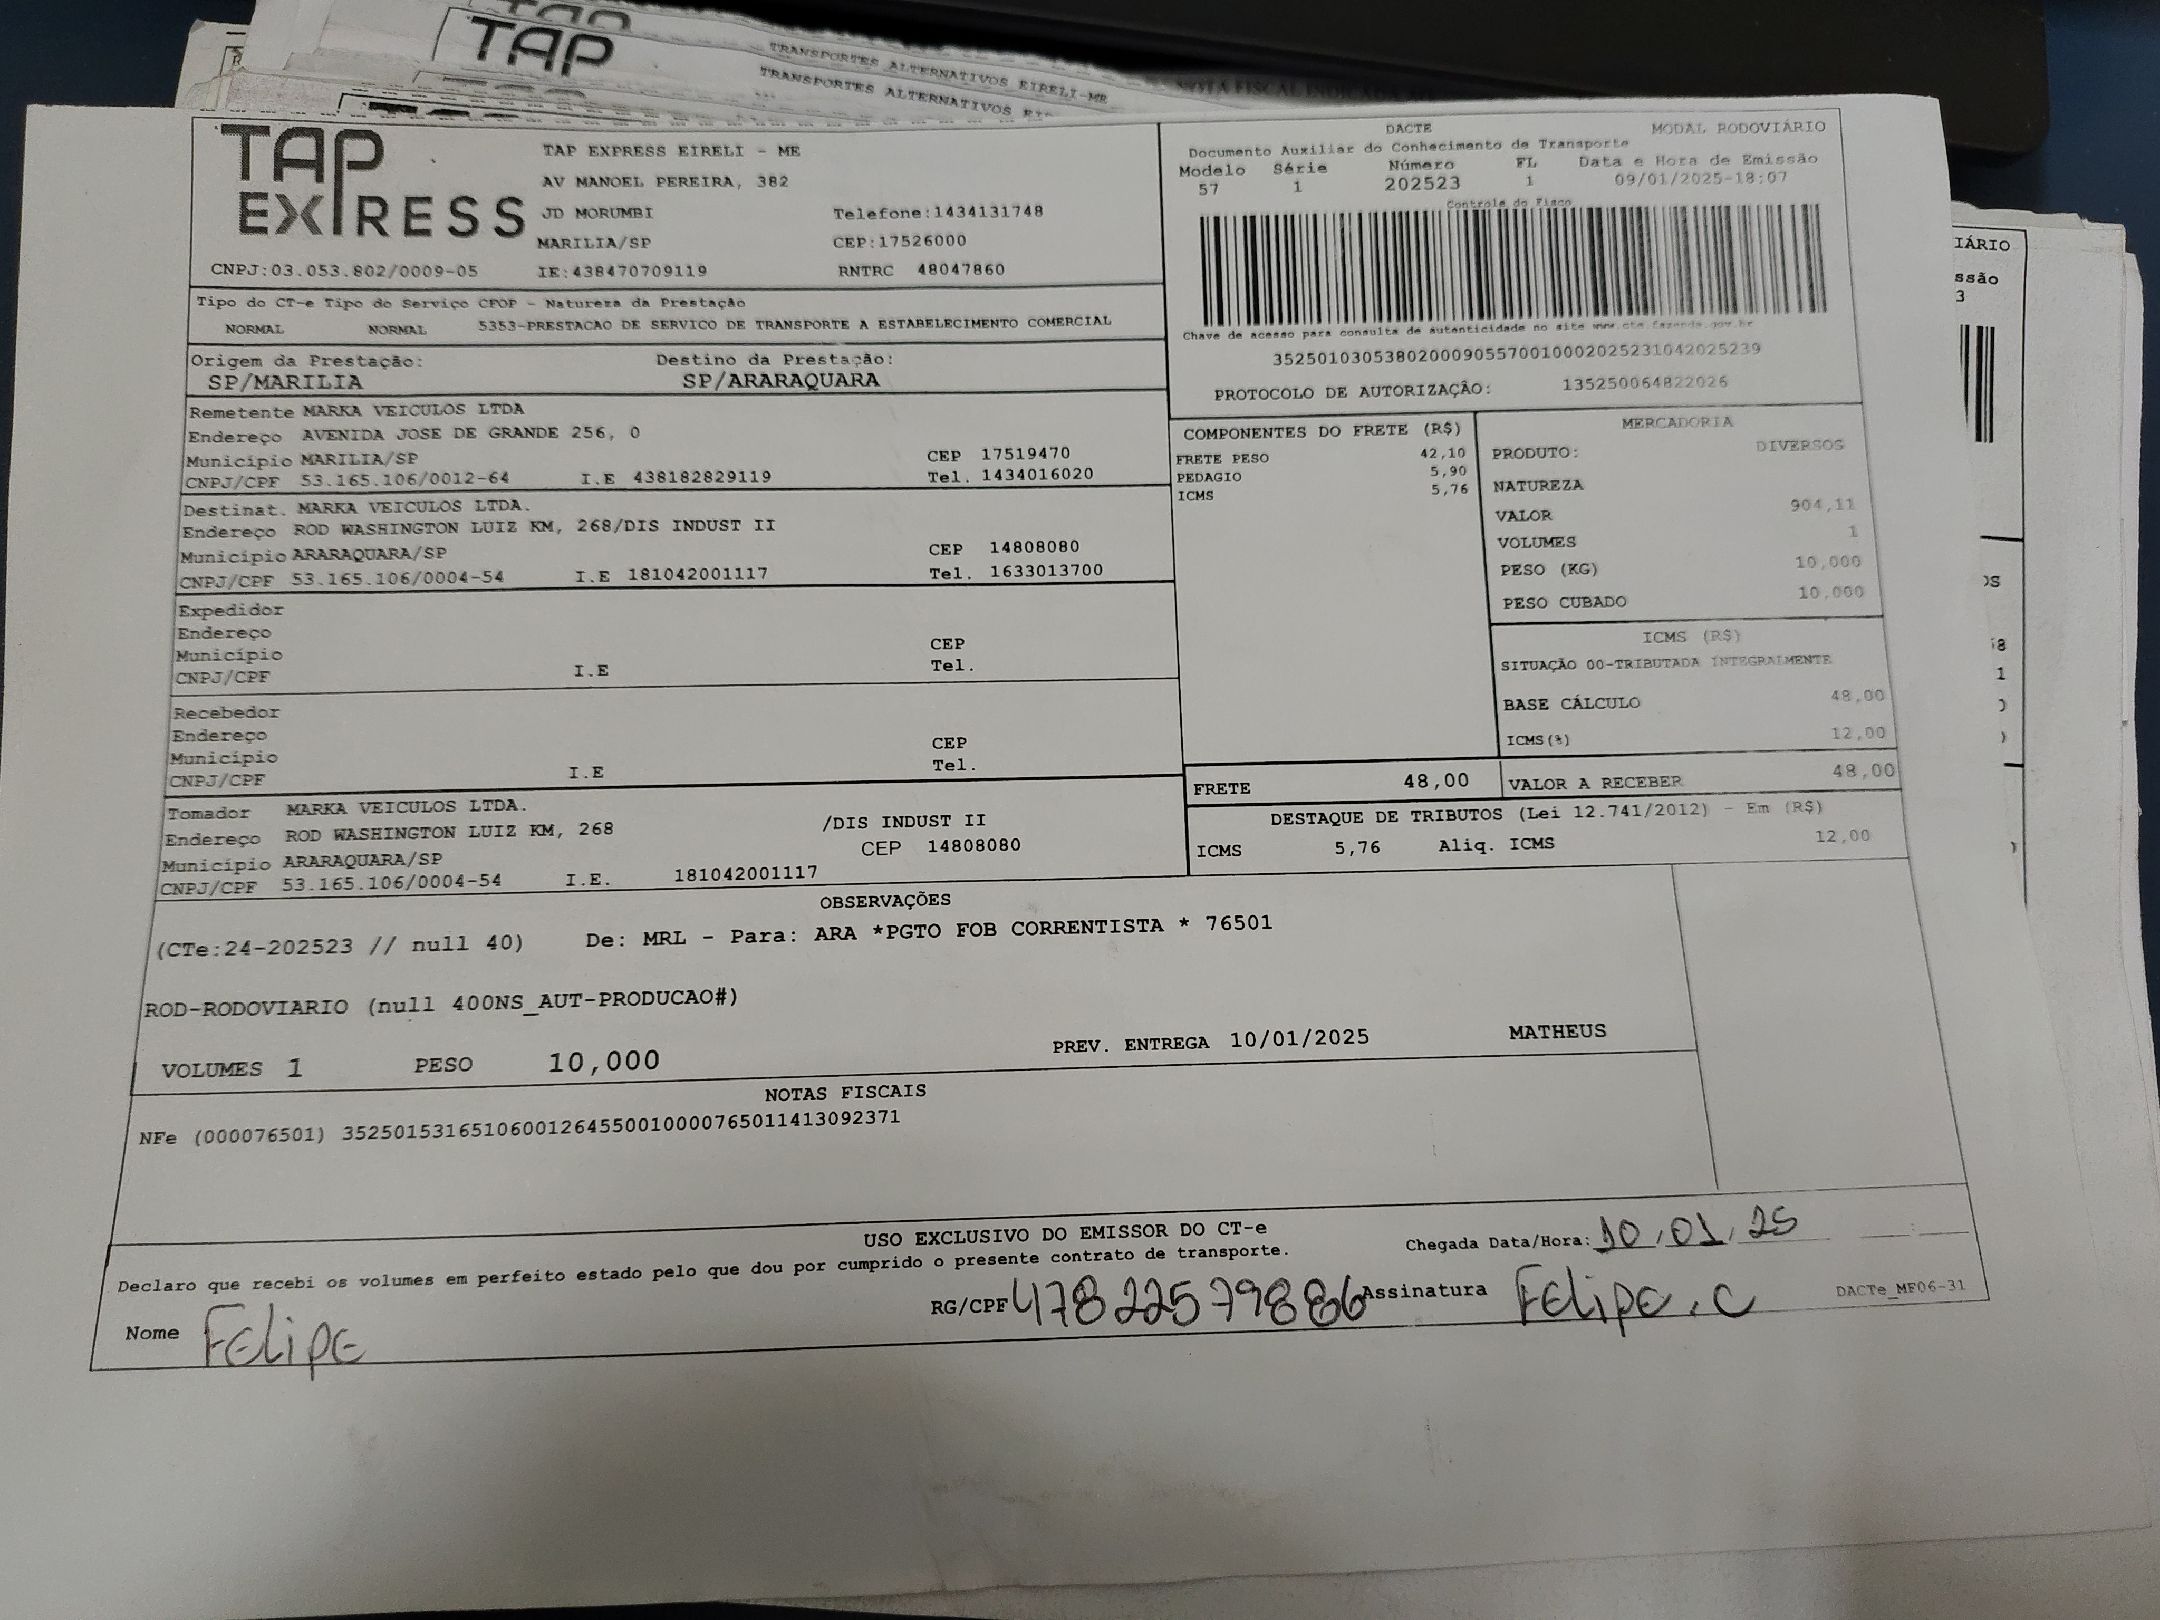 TAP
TRANSPORTES ALTERNATIVOS EIRELI-ME
TRANSPORTES ALTERNATIVOS
TAP EXPRESS
TAP EXPRESS EIRELI - ME
AV MANOEL PEREIRA, 382
JD MORUMBI Telefone:1434131748
MARILIA/SP CEP:17526000
CNPJ:03.053.802/0009-05 IE:438470709119 RNTRC 48047860
DACTE MODAL RODOVIÁRIO
Documento Auxiliar do Conhecimento de Transporte
Modelo Série Número FL Data e Hora de Emissão
57 1 202523 1 09/01/2025-18:07
Controle do Fisco
Chave de acesso para consulta de autenticidade no site www.cte.fazenda.gov.br
35250103053802000905570010002025231042025239
PROTOCOLO DE AUTORIZAÇÃO: 135250064822026
Tipo do CT-e Tipo do Serviço CFOP - Natureza da Prestação
NORMAL NORMAL 5353-PRESTACAO DE SERVICO DE TRANSPORTE A ESTABELECIMENTO COMERCIAL
Origem da Prestação: Destino da Prestação:
SP/MARILIA SP/ARARAQUARA
Remetente MARKA VEICULOS LTDA
Endereço AVENIDA JOSE DE GRANDE 256, 0
Município MARILIA/SP CEP 17519470
CNPJ/CPF 53.165.106/0012-64 I.E 438182829119 Tel. 1434016020
Destinat. MARKA VEICULOS LTDA.
Endereço ROD WASHINGTON LUIZ KM, 268/DIS INDUST II
Município ARARAQUARA/SP CEP 14808080
CNPJ/CPF 53.165.106/0004-54 I.E 181042001117 Tel. 1633013700
Expedidor
Endereço
Município CEP
CNPJ/CPF I.E Tel.
Recebedor
Endereço
Município CEP
CNPJ/CPF I.E Tel.
Tomador MARKA VEICULOS LTDA.
Endereço ROD WASHINGTON LUIZ KM, 268 /DIS INDUST II
Município ARARAQUARA/SP CEP 14808080
CNPJ/CPF 53.165.106/0004-54 I.E. 181042001117
COMPONENTES DO FRETE (R$)
FRETE PESO 42,10
PEDAGIO 5,90
ICMS 5,76
MERCADORIA
PRODUTO: DIVERSOS
NATUREZA
VALOR 904,11
VOLUMES 1
PESO (KG) 10,000
PESO CUBADO 10,000
ICMS (R$)
SITUAÇÃO 00-TRIBUTADA INTEGRALMENTE
BASE CÁLCULO 48,00
ICMS(%) 12,00
FRETE 48,00 VALOR A RECEBER 48,00
DESTAQUE DE TRIBUTOS (Lei 12.741/2012) - Em (R$)
ICMS 5,76 Aliq. ICMS 12,00
OBSERVAÇÕES
(CTe:24-202523 // null 40) De: MRL - Para: ARA *PGTO FOB CORRENTISTA * 76501
ROD-RODOVIARIO (null 400NS_AUT-PRODUCAO#)
VOLUMES 1 PESO 10,000 PREV. ENTREGA 10/01/2025 MATHEUS
NOTAS FISCAIS
NFe (000076501) 35250153165106001264550010000765011413092371
USO EXCLUSIVO DO EMISSOR DO CT-e
Declaro que recebi os volumes em perfeito estado pelo que dou por cumprido o presente contrato de transporte. Chegada Data/Hora: 10/01/25 :
Nome Felipe RG/CPF 47822579886 Assinatura Felipe.C DACTe_MF06-31
IÁRIO
ssão
3